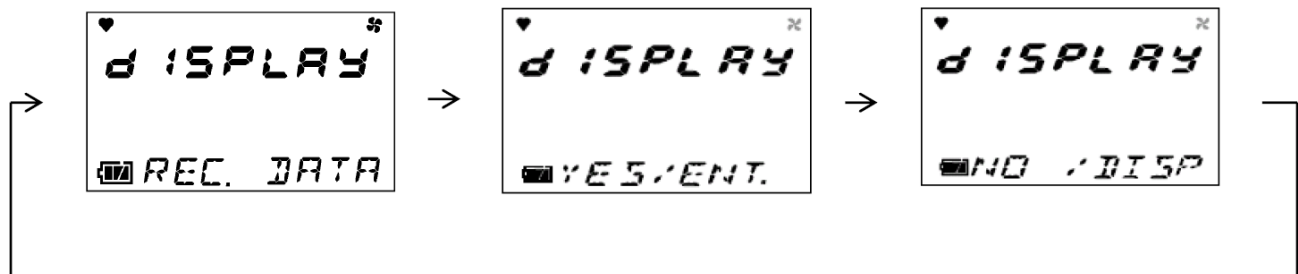 dISPLAY
REC. DATA
dISPLAY
YES/ENT.
dISPLAY
NO /DISP